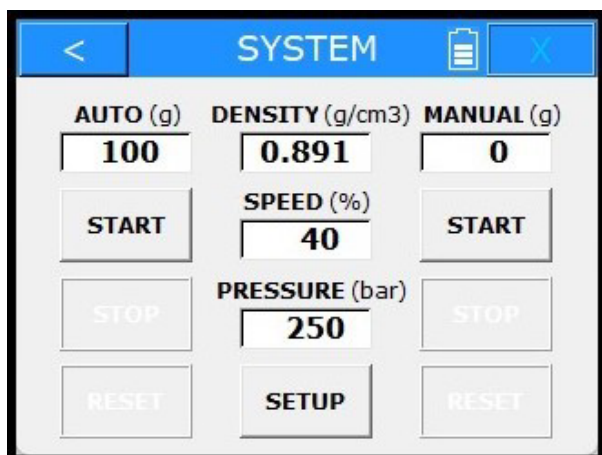 < SYSTEM X
AUTO (g) DENSITY (g/cm3) MANUAL (g)
100 0.891 0
START SPEED (%) START
40
STOP PRESSURE (bar) STOP
250
RESET SETUP RESET